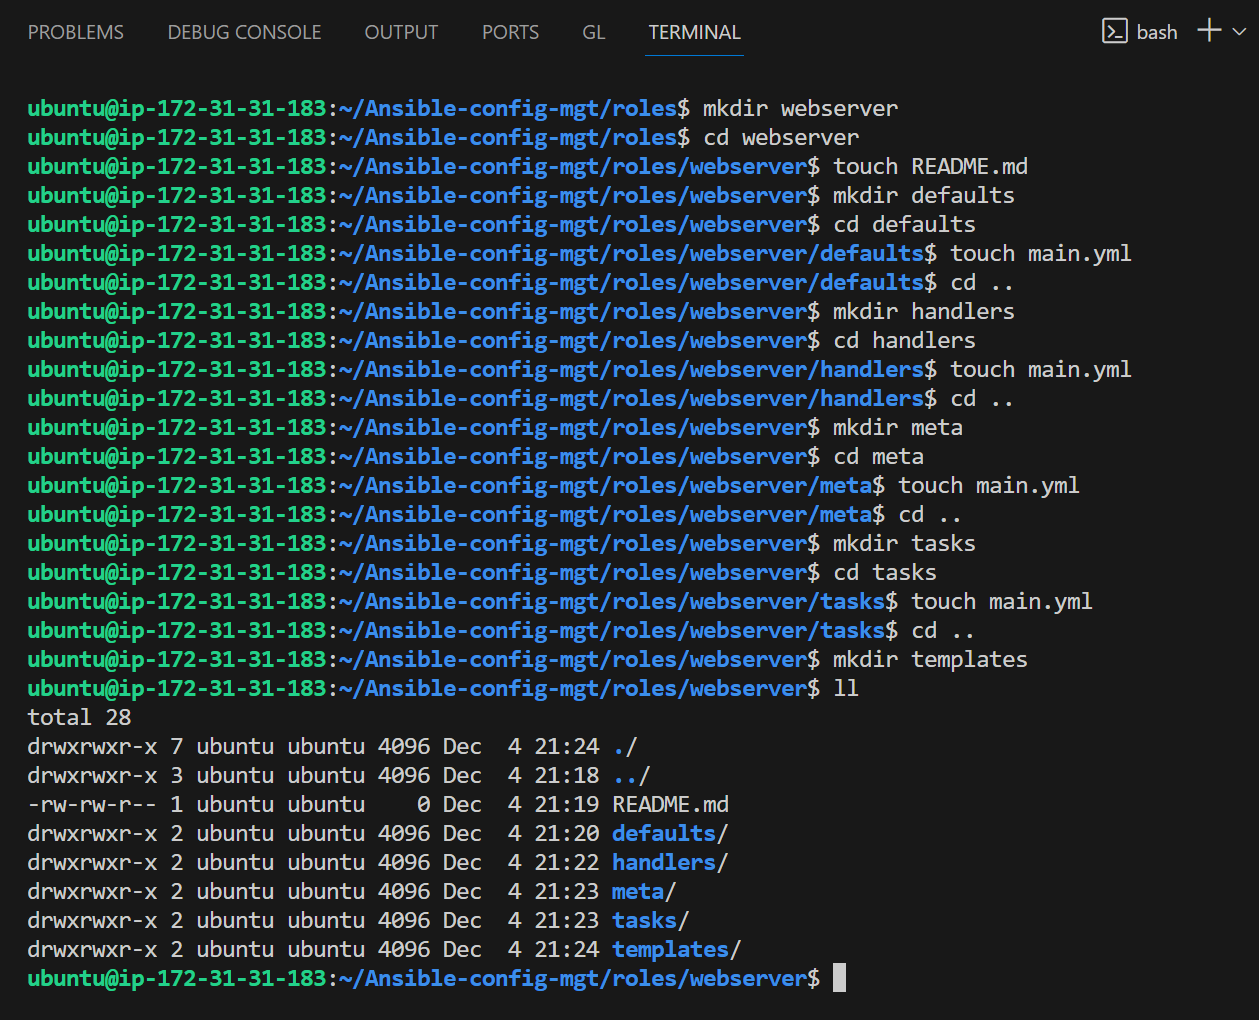 PROBLEMS DEBUG CONSOLE OUTPUT PORTS GL TERMINAL bash
ubuntu@ip-172-31-31-183:~/Ansible-config-mgt/roles$ mkdir webserver
ubuntu@ip-172-31-31-183:~/Ansible-config-mgt/roles$ cd webserver
ubuntu@ip-172-31-31-183:~/Ansible-config-mgt/roles/webserver$ touch README.md
ubuntu@ip-172-31-31-183:~/Ansible-config-mgt/roles/webserver$ mkdir defaults
ubuntu@ip-172-31-31-183:~/Ansible-config-mgt/roles/webserver$ cd defaults
ubuntu@ip-172-31-31-183:~/Ansible-config-mgt/roles/webserver/defaults$ touch main.yml
ubuntu@ip-172-31-31-183:~/Ansible-config-mgt/roles/webserver/defaults$ cd ..
ubuntu@ip-172-31-31-183:~/Ansible-config-mgt/roles/webserver$ mkdir handlers
ubuntu@ip-172-31-31-183:~/Ansible-config-mgt/roles/webserver$ cd handlers
ubuntu@ip-172-31-31-183:~/Ansible-config-mgt/roles/webserver/handlers$ touch main.yml
ubuntu@ip-172-31-31-183:~/Ansible-config-mgt/roles/webserver/handlers$ cd ..
ubuntu@ip-172-31-31-183:~/Ansible-config-mgt/roles/webserver$ mkdir meta
ubuntu@ip-172-31-31-183:~/Ansible-config-mgt/roles/webserver$ cd meta
ubuntu@ip-172-31-31-183:~/Ansible-config-mgt/roles/webserver/meta$ touch main.yml
ubuntu@ip-172-31-31-183:~/Ansible-config-mgt/roles/webserver/meta$ cd ..
ubuntu@ip-172-31-31-183:~/Ansible-config-mgt/roles/webserver$ mkdir tasks
ubuntu@ip-172-31-31-183:~/Ansible-config-mgt/roles/webserver$ cd tasks
ubuntu@ip-172-31-31-183:~/Ansible-config-mgt/roles/webserver/tasks$ touch main.yml
ubuntu@ip-172-31-31-183:~/Ansible-config-mgt/roles/webserver/tasks$ cd ..
ubuntu@ip-172-31-31-183:~/Ansible-config-mgt/roles/webserver$ mkdir templates
ubuntu@ip-172-31-31-183:~/Ansible-config-mgt/roles/webserver$ ll
total 28
drwxrwxr-x 7 ubuntu ubuntu 4096 Dec  4 21:24 ./
drwxrwxr-x 3 ubuntu ubuntu 4096 Dec  4 21:18 ../
-rw-rw-r-- 1 ubuntu ubuntu    0 Dec  4 21:19 README.md
drwxrwxr-x 2 ubuntu ubuntu 4096 Dec  4 21:20 defaults/
drwxrwxr-x 2 ubuntu ubuntu 4096 Dec  4 21:22 handlers/
drwxrwxr-x 2 ubuntu ubuntu 4096 Dec  4 21:23 meta/
drwxrwxr-x 2 ubuntu ubuntu 4096 Dec  4 21:23 tasks/
drwxrwxr-x 2 ubuntu ubuntu 4096 Dec  4 21:24 templates/
ubuntu@ip-172-31-31-183:~/Ansible-config-mgt/roles/webserver$